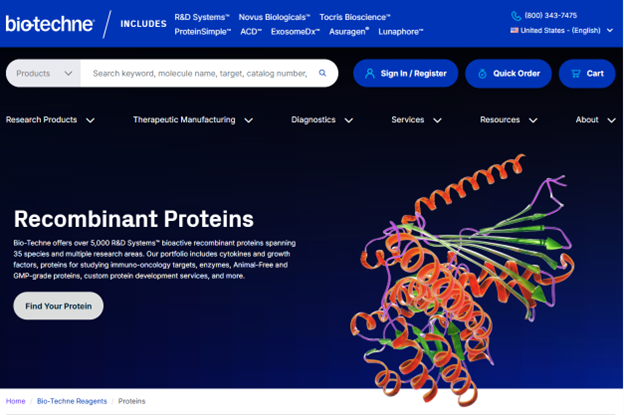 bio-techne® INCLUDES R&D Systems™ Novus Biologicals™ Tocris Bioscience™
ProteinSimple™ ACD™ ExosomeDx™ Asuragen® Lunaphore™
(800) 343-7475
United States - (English)
Products Search keyword, molecule name, target, catalog number,
Sign In / Register Quick Order Cart
Research Products Therapeutic Manufacturing Diagnostics Services Resources About
Recombinant Proteins
Bio-Techne offers over 5,000 R&D Systems™ bioactive recombinant proteins spanning
35 species and multiple research areas. Our portfolio includes cytokines and growth
factors, proteins for studying immuno-oncology targets, enzymes, Animal-Free and
GMP-grade proteins, custom protein development services, and more.
Find Your Protein
Home / Bio-Techne Reagents / Proteins